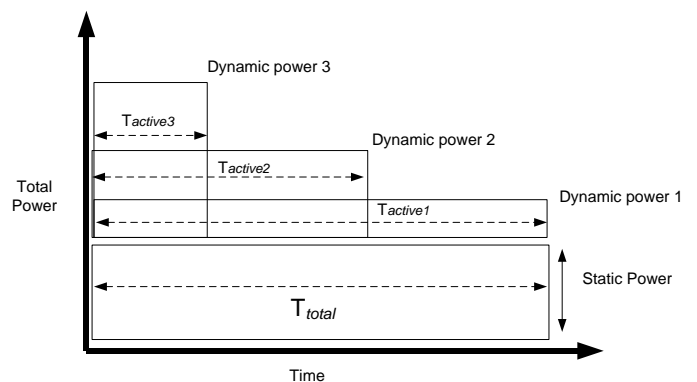 Dynamic power 3
Tactive3
Dynamic power 2
Tactive2
Total
Power
Dynamic power 1
Tactive1
Static Power
Ttotal
Time